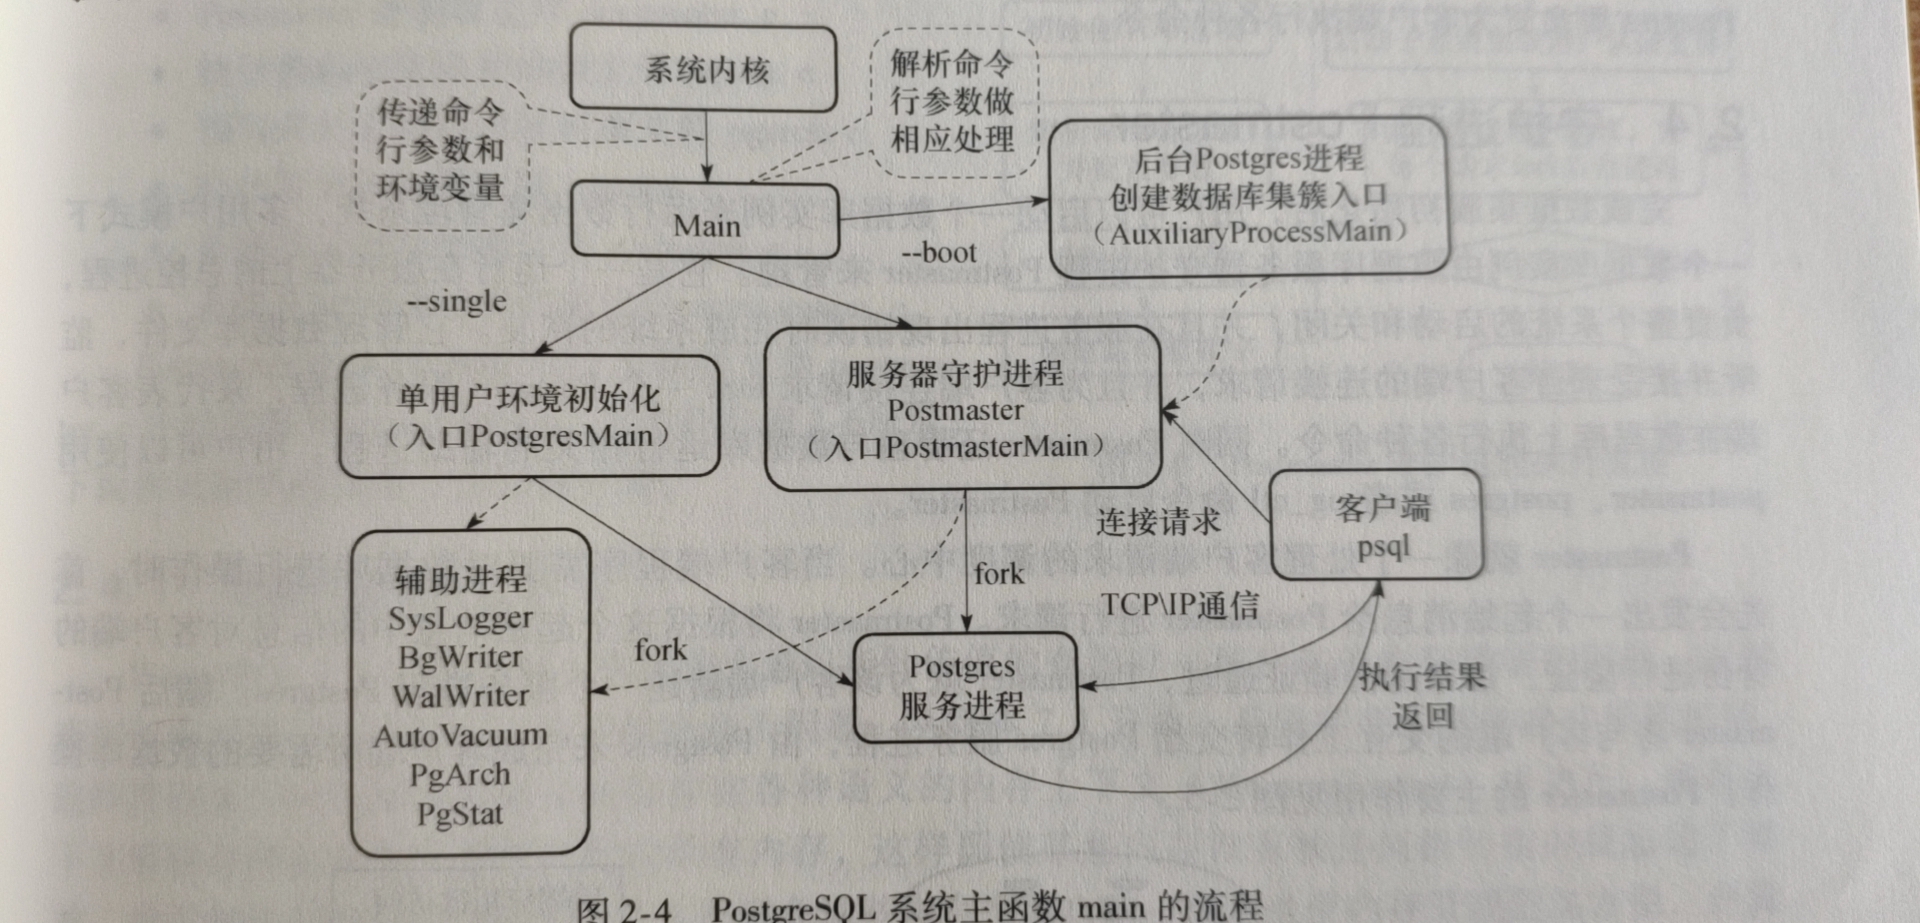 系统内核
传递命令
行参数和
环境变量
解析命令
行参数做
相应处理
Main
后台Postgres进程
创建数据库集簇入口
（AuxiliaryProcessMain）
--boot
--single
单用户环境初始化
（入口PostgresMain）
服务器守护进程
Postmaster
（入口PostmasterMain）
客户端
psql
连接请求
fork
TCP\IP通信
辅助进程
SysLogger
BgWriter
WalWriter
AutoVacuum
PgArch
PgStat
fork
Postgres
服务进程
执行结果
返回
图 2-4 PostgreSQL 系统主函数 main 的流程